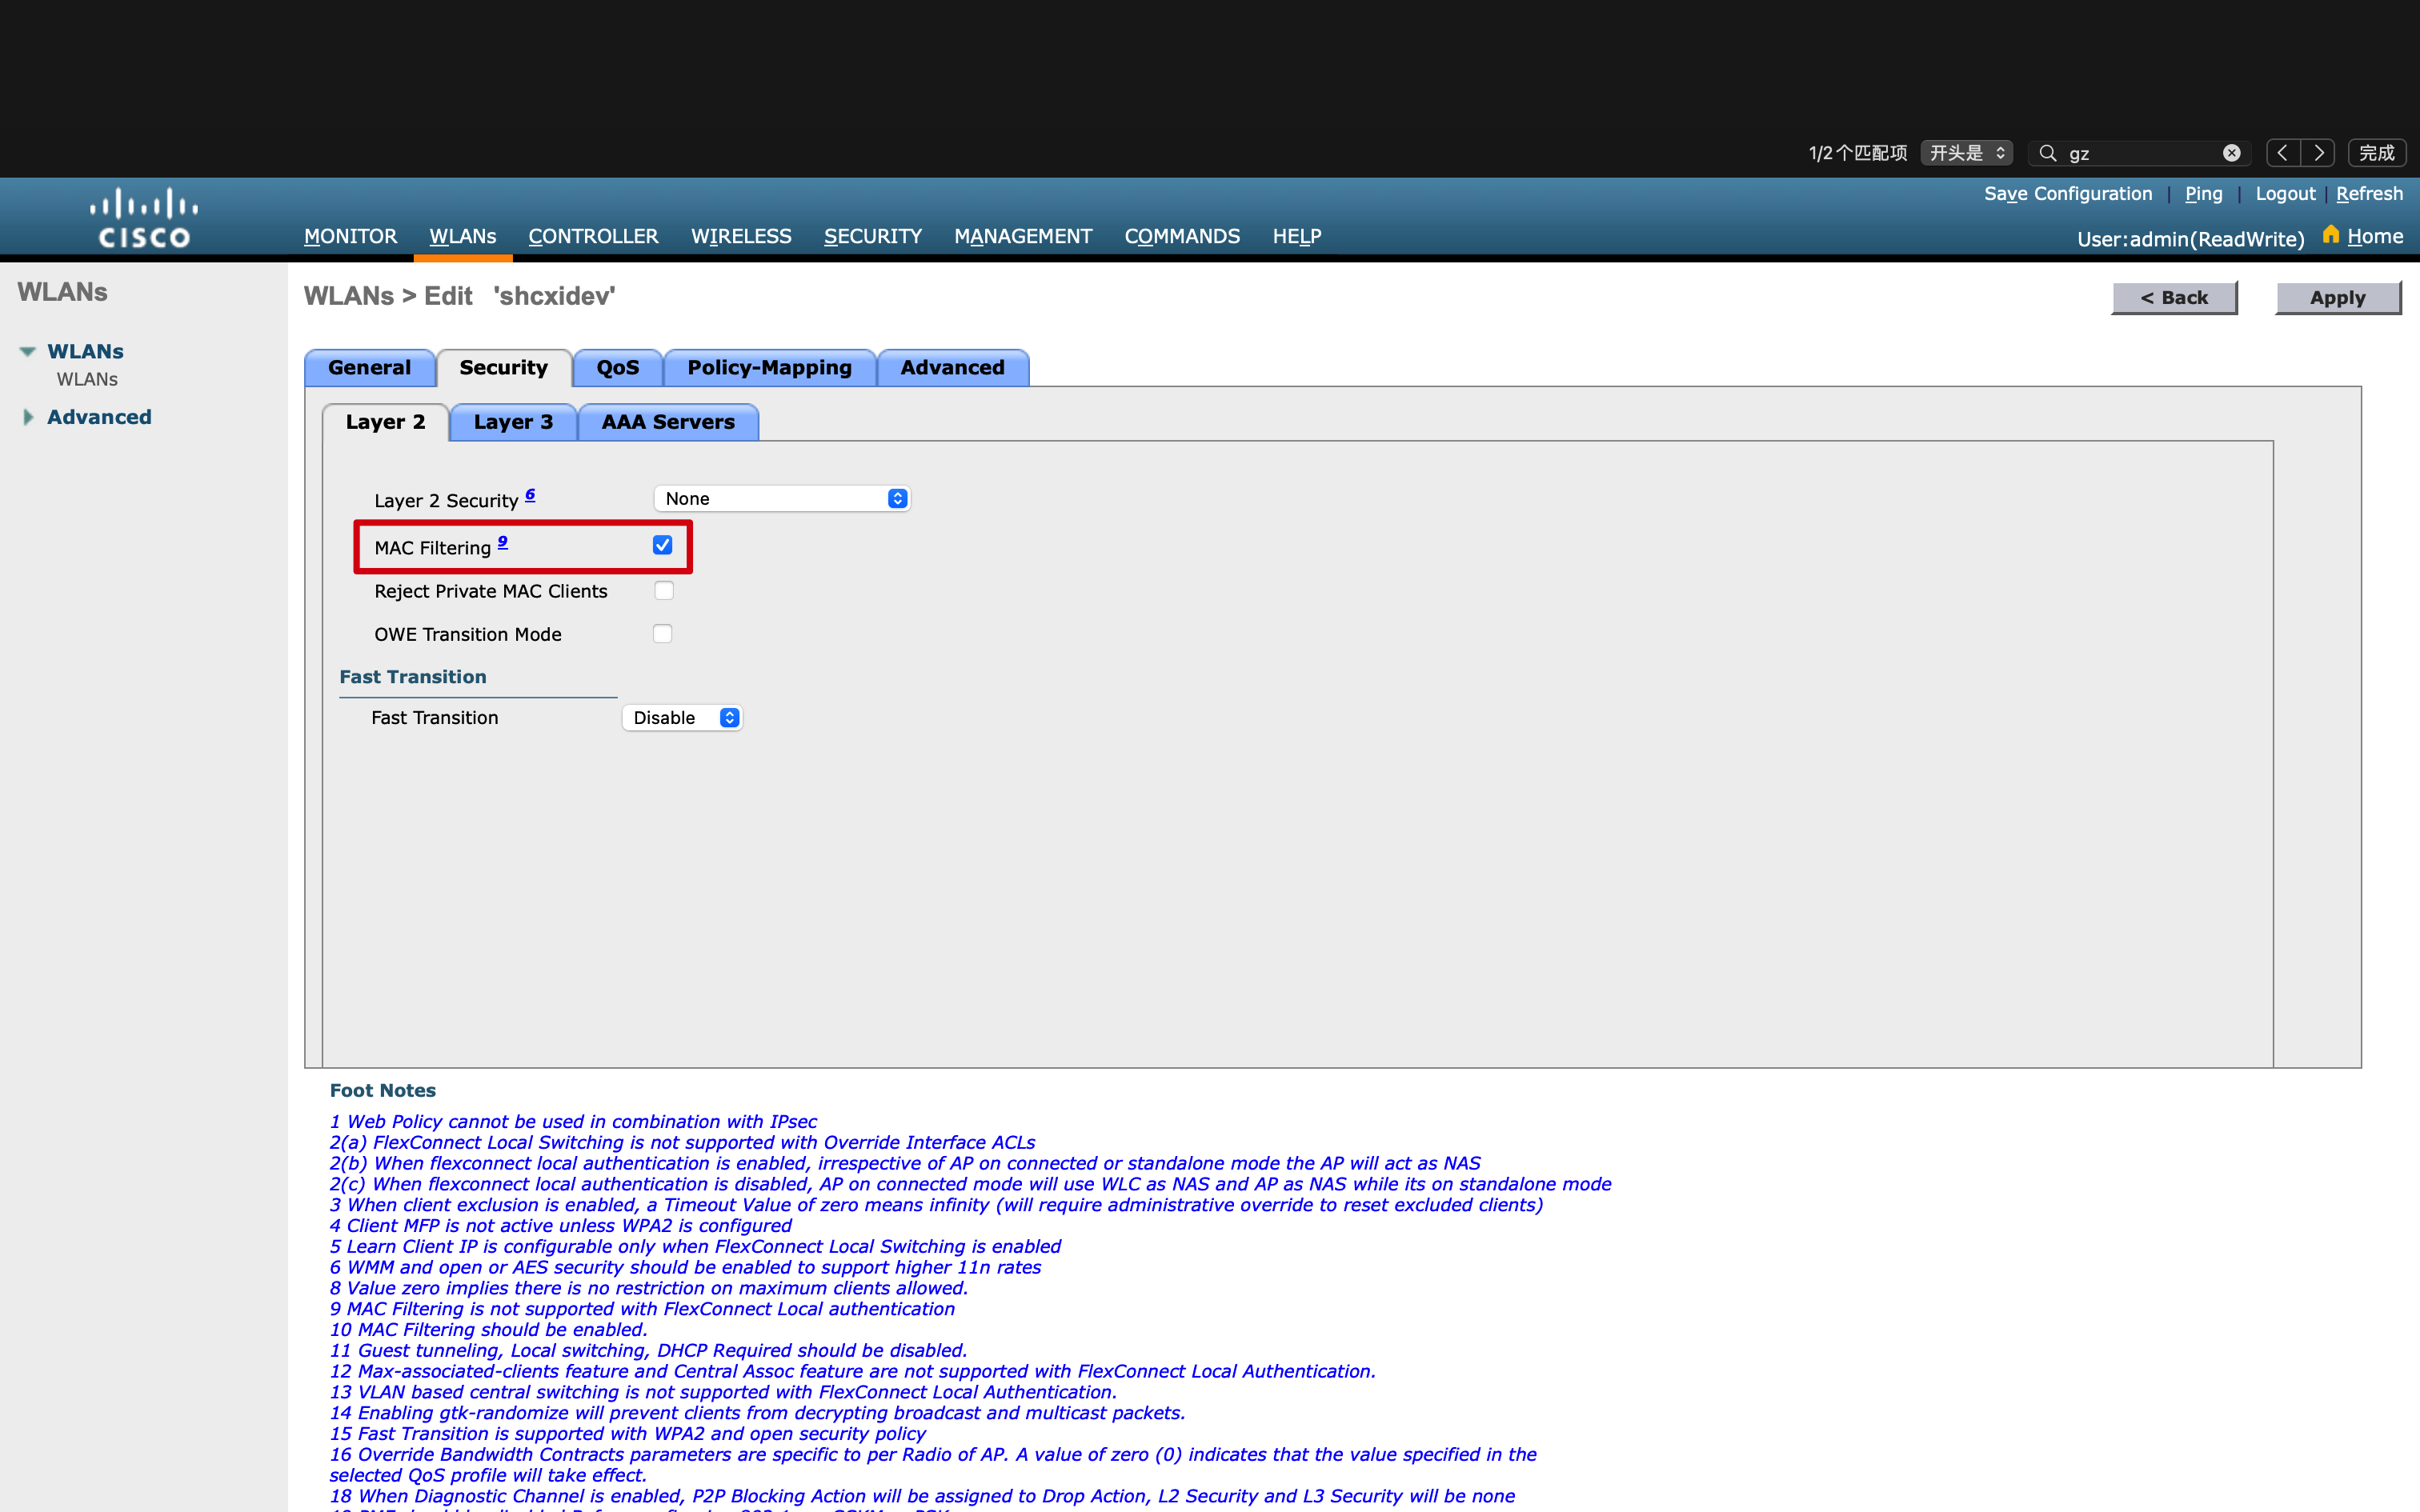 1/2个匹配项 开头是 gz 完成
Save Configuration | Ping | Logout | Refresh
CISCO
MONITOR WLANs CONTROLLER WIRELESS SECURITY MANAGEMENT COMMANDS HELP
User:admin(ReadWrite) Home
WLANs
WLANs
WLANs
Advanced
WLANs > Edit 'shcxidev'
< Back Apply
General Security QoS Policy-Mapping Advanced
Layer 2 Layer 3 AAA Servers
Layer 2 Security 6 None
MAC Filtering 9
Reject Private MAC Clients
OWE Transition Mode
Fast Transition
Fast Transition Disable
Foot Notes
1 Web Policy cannot be used in combination with IPsec
2(a) FlexConnect Local Switching is not supported with Override Interface ACLs
2(b) When flexconnect local authentication is enabled, irrespective of AP on connected or standalone mode the AP will act as NAS
2(c) When flexconnect local authentication is disabled, AP on connected mode will use WLC as NAS and AP as NAS while its on standalone mode
3 When client exclusion is enabled, a Timeout Value of zero means infinity (will require administrative override to reset excluded clients)
4 Client MFP is not active unless WPA2 is configured
5 Learn Client IP is configurable only when FlexConnect Local Switching is enabled
6 WMM and open or AES security should be enabled to support higher 11n rates
8 Value zero implies there is no restriction on maximum clients allowed.
9 MAC Filtering is not supported with FlexConnect Local authentication
10 MAC Filtering should be enabled.
11 Guest tunneling, Local switching, DHCP Required should be disabled.
12 Max-associated-clients feature and Central Assoc feature are not supported with FlexConnect Local Authentication.
13 VLAN based central switching is not supported with FlexConnect Local Authentication.
14 Enabling gtk-randomize will prevent clients from decrypting broadcast and multicast packets.
15 Fast Transition is supported with WPA2 and open security policy
16 Override Bandwidth Contracts parameters are specific to per Radio of AP. A value of zero (0) indicates that the value specified in the
selected QoS profile will take effect.
18 When Diagnostic Channel is enabled, P2P Blocking Action will be assigned to Drop Action, L2 Security and L3 Security will be none